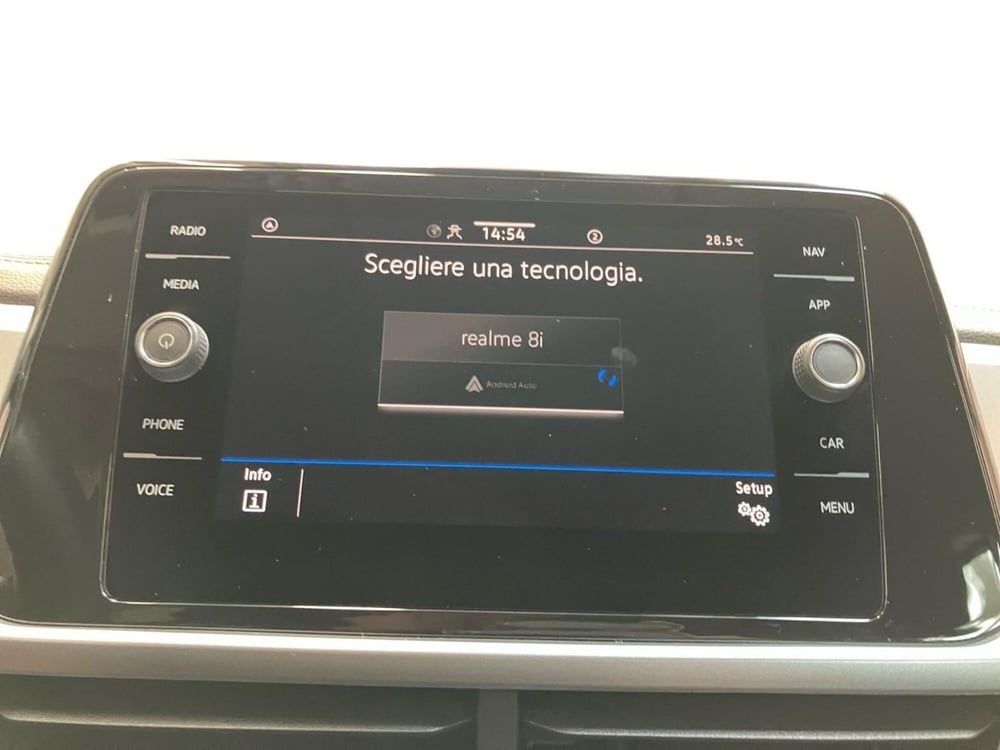 RADIO
MEDIA
PHONE
VOICE
14:54
2
28.5°C
Scegliere una tecnologia.
realme 8i
Android Auto
Info
i
Setup
NAV
APP
CAR
MENU